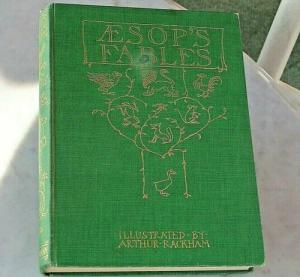 ÆSOP'S
FABLES
ILLUSTRATED·BY
ARTHUR·RACKHAM